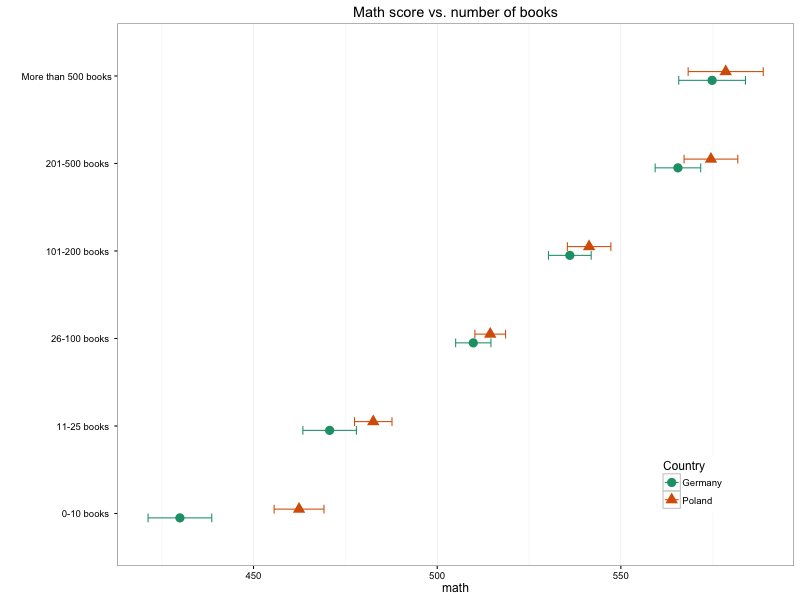 Math score vs. number of books
More than 500 books
201-500 books
101-200 books
26-100 books
11-25 books
0-10 books
Country
Germany
Poland
450 500 550
math